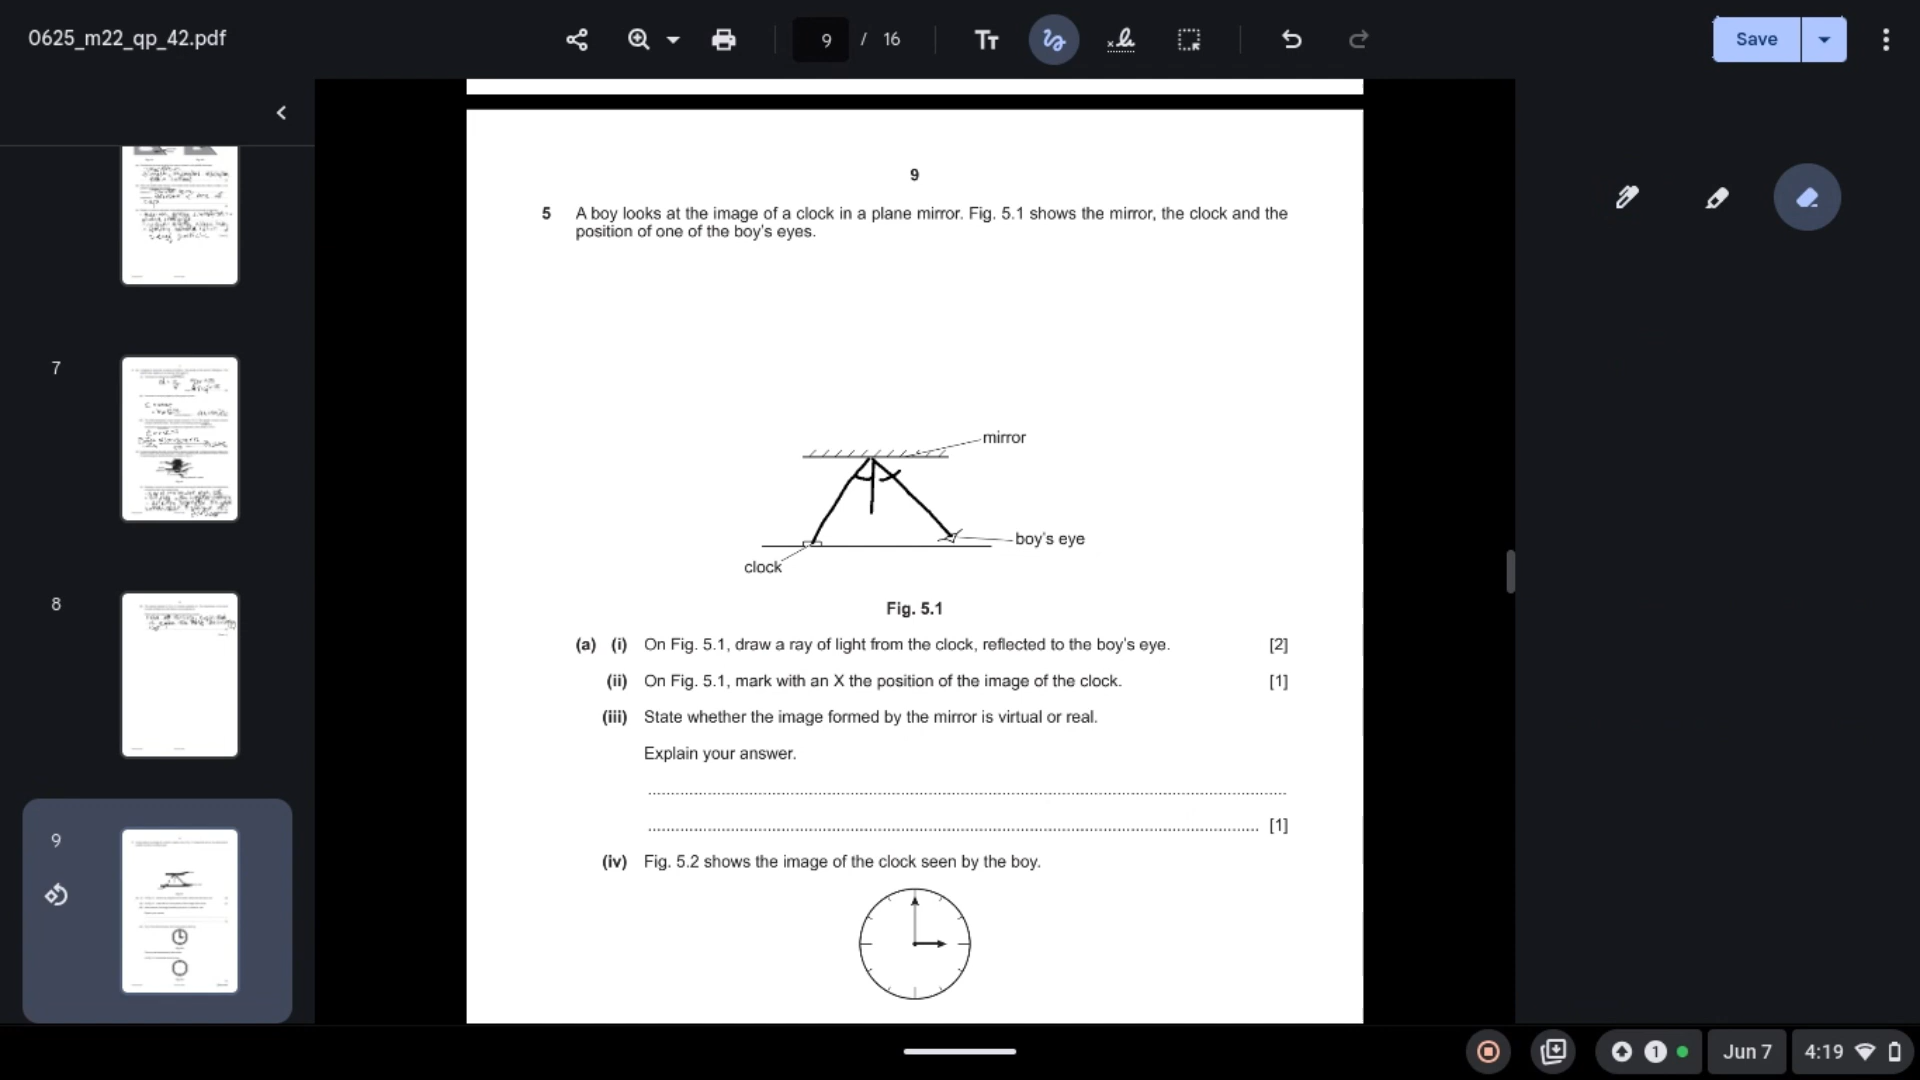 0625_m22_qp_42.pdf
9 / 16
Tт
Save
7
8
9
9
5 A boy looks at the image of a clock in a plane mirror. Fig. 5.1 shows the mirror, the clock and the
position of one of the boy's eyes.
mirror
boy's eye
clock
Fig. 5.1
(a) (i) On Fig. 5.1, draw a ray of light from the clock, reflected to the boy's eye. [2]
(ii) On Fig. 5.1, mark with an X the position of the image of the clock. [1]
(iii) State whether the image formed by the mirror is virtual or real.
Explain your answer.
[1]
(iv) Fig. 5.2 shows the image of the clock seen by the boy.
1
Jun 7
4:19